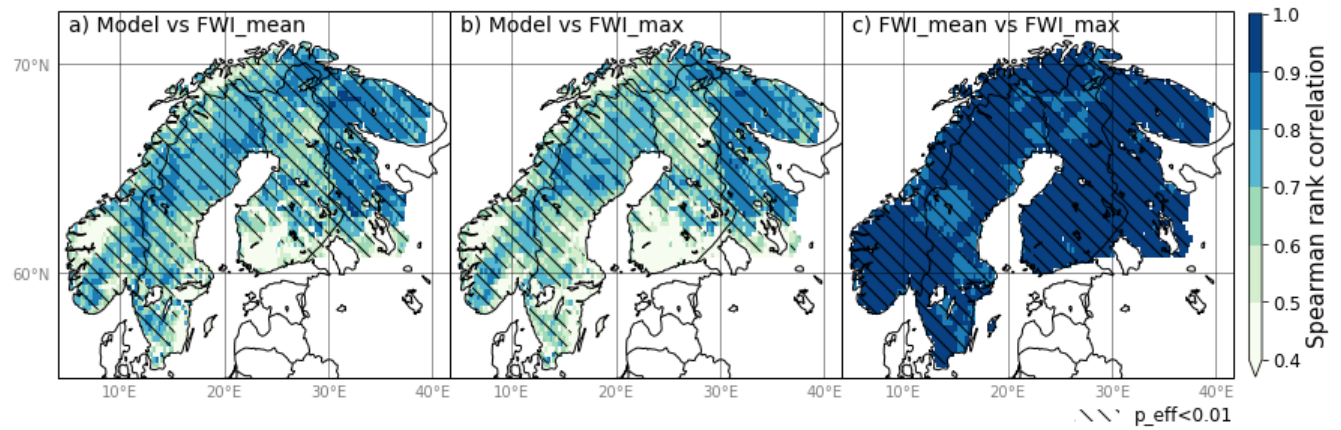 a) Model vs FWI_mean
b) Model vs FWI_max
c) FWI_mean vs FWI_max
70°N
60°N
10°E 20°E 30°E 40°E
10°E 20°E 30°E 40°E
10°E 20°E 30°E 40°E
1.0
0.9
0.8
0.7
0.6
0.5
0.4
Spearman rank correlation
p_eff<0.01